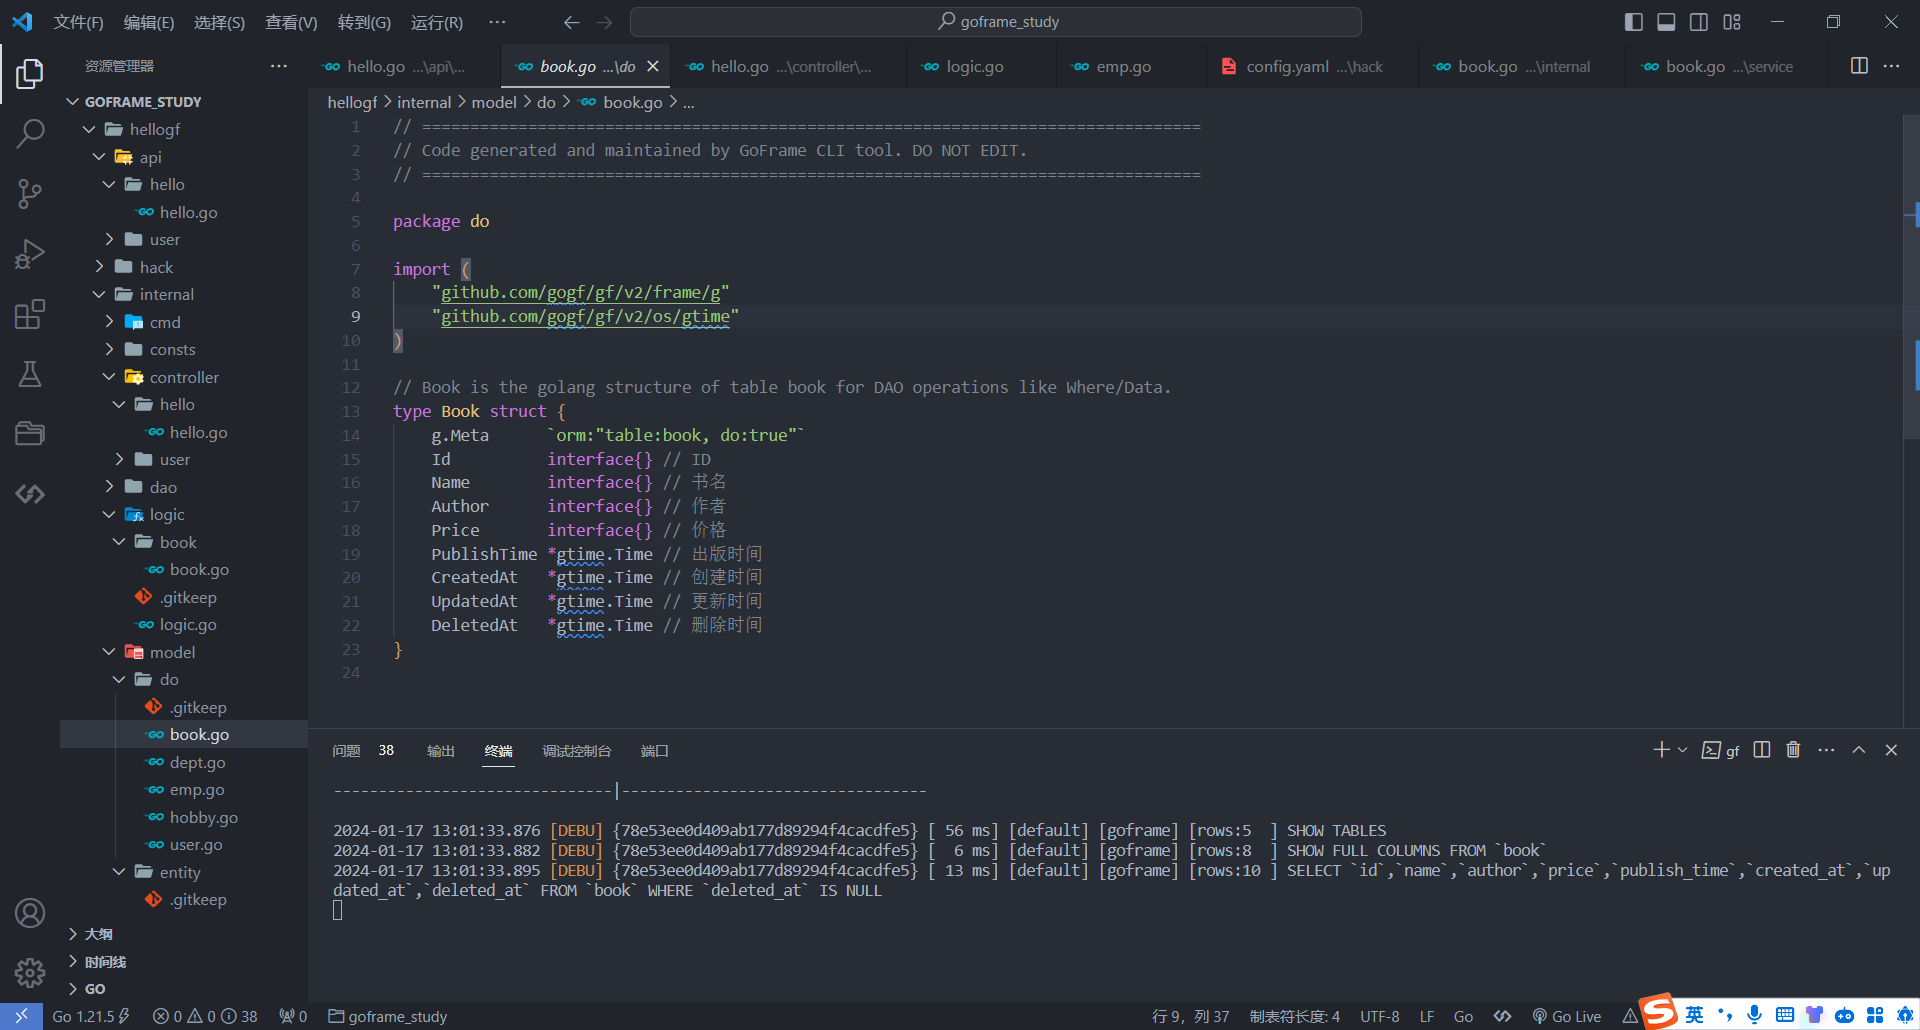 文件(F) 编辑(E) 选择(S) 查看(V) 转到(G) 运行(R) ··· goframe_study
资源管理器 ···
hello.go ...\api\... book.go ...\do hello.go ...\controller\... logic.go emp.go config.yaml ...\hack book.go ...\internal book.go ...\service ···
GOFRAME_STUDY
hellogf
api
hello
hello.go
user
hack
internal
cmd
consts
controller
hello
hello.go
user
dao
logic
book
book.go
.gitkeep
logic.go
model
do
.gitkeep
book.go
dept.go
emp.go
hobby.go
user.go
entity
.gitkeep
大纲
时间线
GO
hellogf > internal > model > do > book.go > ...
1 // =================================================================================
2 // Code generated and maintained by GoFrame CLI tool. DO NOT EDIT.
3 // =================================================================================
4
5 package do
6
7 import (
8 "github.com/gogf/gf/v2/frame/g"
9 "github.com/gogf/gf/v2/os/gtime"
10 )
11
12 // Book is the golang structure of table book for DAO operations like Where/Data.
13 type Book struct {
14 g.Meta `orm:"table:book, do:true"`
15 Id interface{} // ID
16 Name interface{} // 书名
17 Author interface{} // 作者
18 Price interface{} // 价格
19 PublishTime *gtime.Time // 出版时间
20 CreatedAt *gtime.Time // 创建时间
21 UpdatedAt *gtime.Time // 更新时间
22 DeletedAt *gtime.Time // 删除时间
23 }
24
问题 38 输出 终端 调试控制台 端口 gf ···
-------------------------------|----------------------------------
2024-01-17 13:01:33.876 [DEBU] {78e53ee0d409ab177d89294f4cacdfe5} [ 56 ms] [default] [goframe] [rows:5  ] SHOW TABLES
2024-01-17 13:01:33.882 [DEBU] {78e53ee0d409ab177d89294f4cacdfe5} [  6 ms] [default] [goframe] [rows:8  ] SHOW FULL COLUMNS FROM `book`
2024-01-17 13:01:33.895 [DEBU] {78e53ee0d409ab177d89294f4cacdfe5} [ 13 ms] [default] [goframe] [rows:10 ] SELECT `id`,`name`,`author`,`price`,`publish_time`,`created_at`,`up
dated_at`,`deleted_at` FROM `book` WHERE `deleted_at` IS NULL
Go 1.21.5 0 0 38 0 goframe_study 行 9，列 37 制表符长度: 4 UTF-8 LF Go Go Live S 英